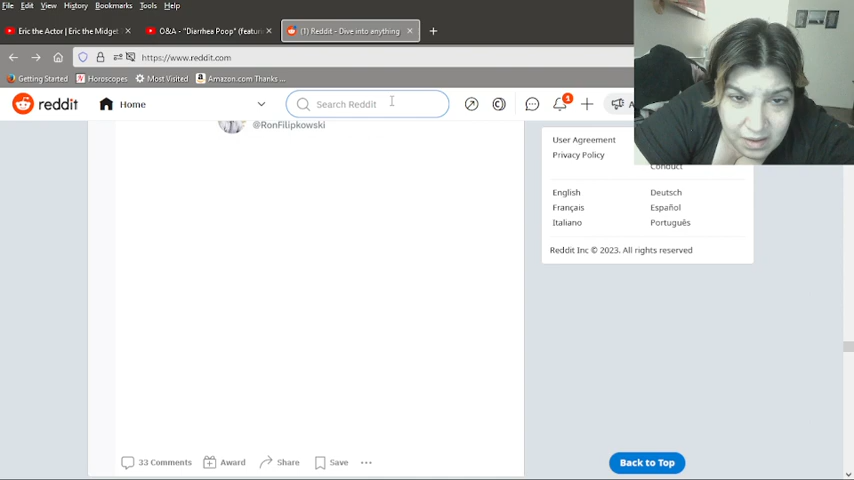 File Edit View History Bookmarks Tools Help
Eric the Actor | Eric the Midget
O&A - "Diarrhea Poop" (featur
(1) Reddit - Dive into anything
https://www.reddit.com
Getting Started Horoscopes Most Visited Amazon.com Thanks ...
reddit Home Search Reddit 1 A
@RonFilipkowski
User Agreement
Privacy Policy
Conduct
English Deutsch
Français Español
Italiano Português
Reddit Inc © 2023. All rights reserved
33 Comments Award Share Save
Back to Top